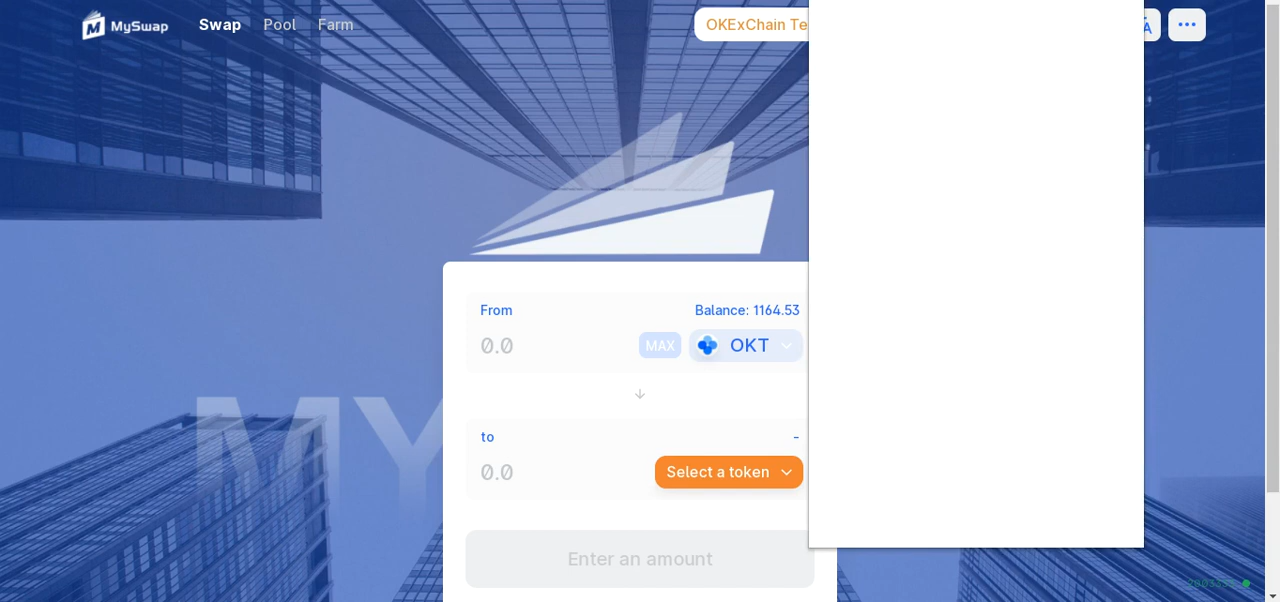 MySwap
Swap
Pool
Farm
OKExChain Te
From
Balance: 1164.53
0.0
MAX
OKT
to
-
0.0
Select a token
MY
Enter an amount